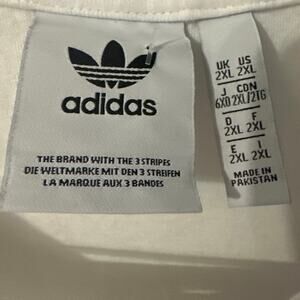 adidas
THE BRAND WITH THE 3 STRIPES
DIE WELTMARKE MIT DEN 3 STREIFEN
LA MARQUE AUX 3 BANDES
UK US
2XL 2XL
J CDN
6XO 2XL/2TG
D F
2XL 2XL
E I
2XL 2XL
MADE IN
PAKISTAN